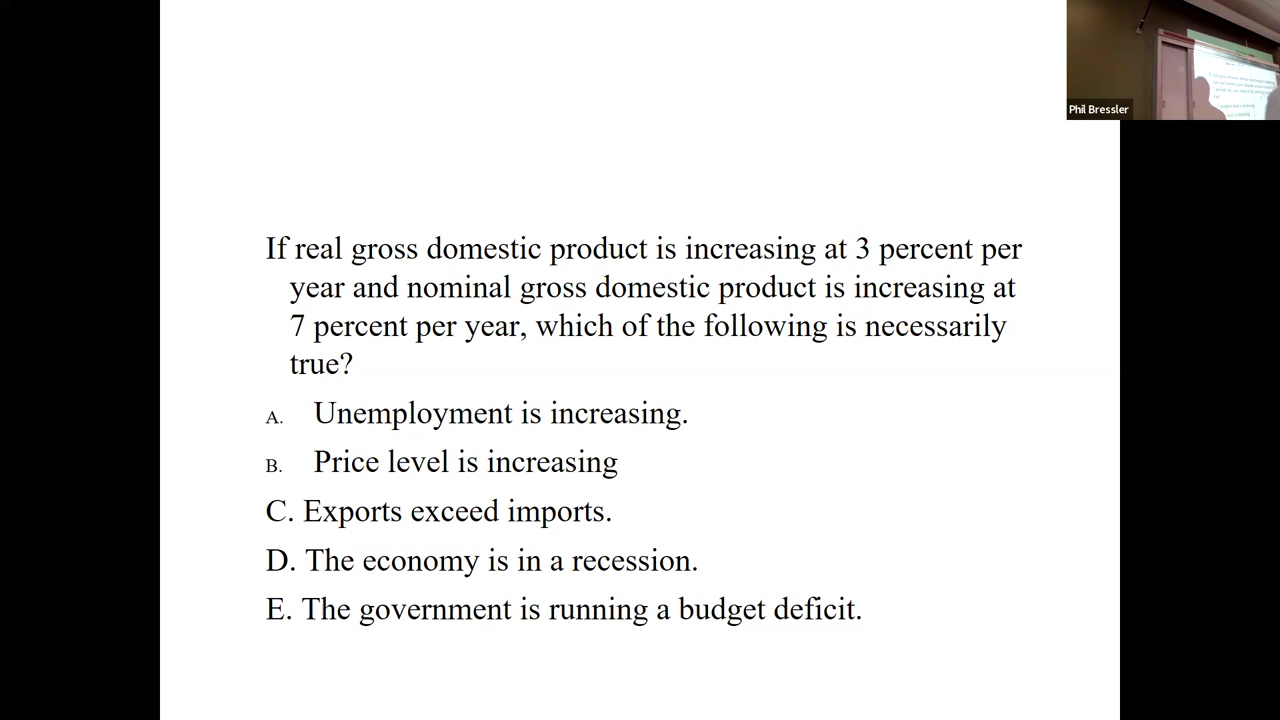 Phil Bressler
If real gross domestic product is increasing at 3 percent per
year and nominal gross domestic product is increasing at
7 percent per year, which of the following is necessarily
true?
A. Unemployment is increasing.
B. Price level is increasing
C. Exports exceed imports.
D. The economy is in a recession.
E. The government is running a budget deficit.